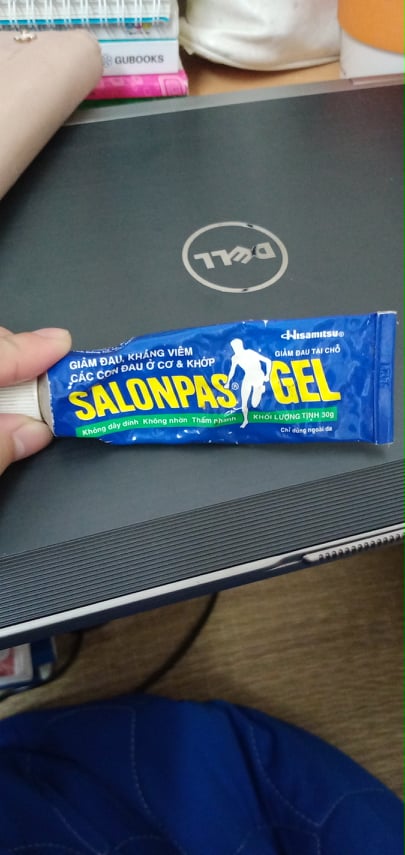 GUBOOKS
DELL
Hisamitsu®
GIẢM ĐAU, KHÁNG VIÊM
CÁC CƠN ĐAU Ở CƠ & KHỚP
GIẢM ĐAU TẠI CHỖ
SALONPAS® GEL
Không dây dính Không nhờn Thấm nhanh
KHỐI LƯỢNG TỊNH 30g
Chỉ dùng ngoài da